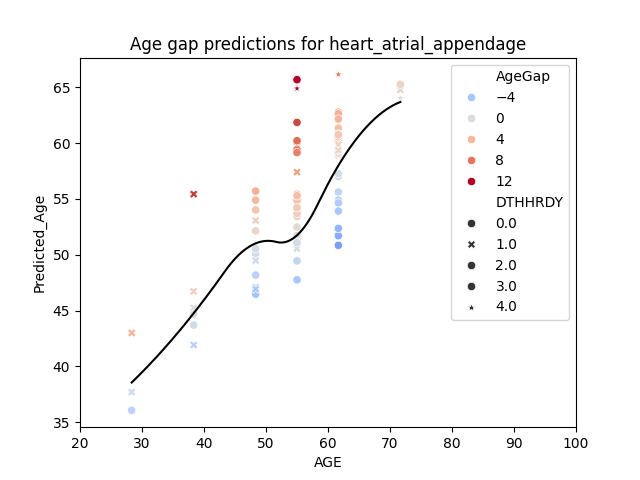 Age gap predictions for heart_atrial_appendage
Predicted_Age
65
60
55
50
45
40
35
20 30 40 50 60 70 80 90 100
AGE
AgeGap
−4
0
4
8
12
DTHHRDY
0.0
1.0
2.0
3.0
4.0